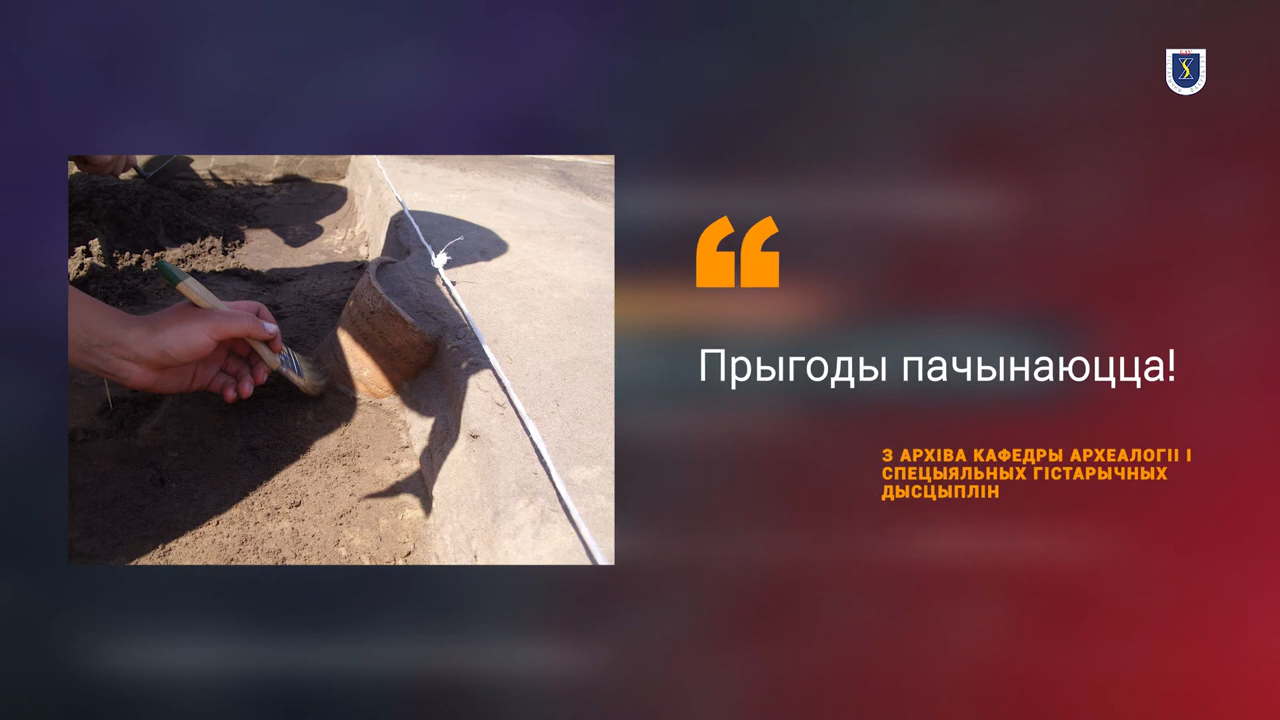 Прыгоды пачынаюцца!
З АРХІВА КАФЕДРЫ АРХЕАЛОГІІ І
СПЕЦЫЯЛЬНЫХ ГІСТАРЫЧНЫХ
ДЫСЦЫПЛІН